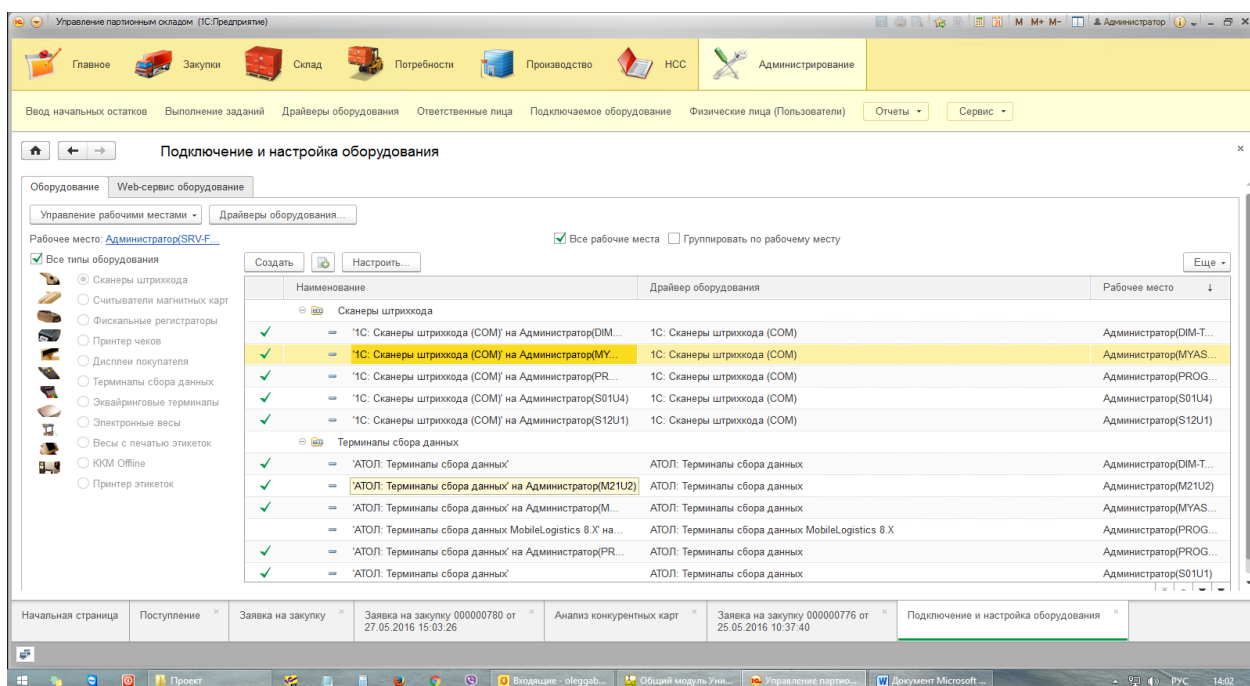 Управление партионным складом (1С:Предприятие)
M M+ M- Администратор
Главное Закупки Склад Потребности Производство НСС Администрирование
Ввод начальных остатков Выполнение заданий Драйверы оборудования Ответственные лица Подключаемое оборудование Физические лица (Пользователи) Отчеты Сервис
Подключение и настройка оборудования
Оборудование Web-сервис оборудование
Управление рабочими местами Драйверы оборудования...
Рабочее место: Администратор(SRV-F... Все рабочие места Группировать по рабочему месту
Все типы оборудования
Сканеры штрихкода
Считыватели магнитных карт
Фискальные регистраторы
Принтер чеков
Дисплеи покупателя
Терминалы сбора данных
Эквайринговые терминалы
Электронные весы
Весы с печатью этикеток
ККМ Offline
Принтер этикеток
Создать Настроить... Еще
Наименование Драйвер оборудования Рабочее место
Сканеры штрихкода
'1С: Сканеры штрихкода (COM)' на Администратор(DIM... 1С: Сканеры штрихкода (COM) Администратор(DIM-T...
'1С: Сканеры штрихкода (COM)' на Администратор(MY... 1С: Сканеры штрихкода (COM) Администратор(MYAS...
'1С: Сканеры штрихкода (COM)' на Администратор(PR... 1С: Сканеры штрихкода (COM) Администратор(PROG...
'1С: Сканеры штрихкода (COM)' на Администратор(S01U4) 1С: Сканеры штрихкода (COM) Администратор(S01U4)
'1С: Сканеры штрихкода (COM)' на Администратор(S12U1) 1С: Сканеры штрихкода (COM) Администратор(S12U1)
Терминалы сбора данных
'АТОЛ: Терминалы сбора данных' АТОЛ: Терминалы сбора данных Администратор(DIM-T...
'АТОЛ: Терминалы сбора данных' на Администратор(M21U2) АТОЛ: Терминалы сбора данных Администратор(M21U2)
'АТОЛ: Терминалы сбора данных' на Администратор(M... АТОЛ: Терминалы сбора данных Администратор(MYAS...
'АТОЛ: Терминалы сбора данных MobileLogistics 8.X' на... АТОЛ: Терминалы сбора данных MobileLogistics 8.X Администратор(PROG...
'АТОЛ: Терминалы сбора данных' на Администратор(PR... АТОЛ: Терминалы сбора данных Администратор(PROG...
'АТОЛ: Терминалы сбора данных' АТОЛ: Терминалы сбора данных Администратор(S01U1)
Начальная страница Поступление Заявка на закупку Заявка на закупку 000000780 от Анализ конкурентных карт Заявка на закупку 000000776 от Подключение и настройка оборудования
27.05.2016 15:03:26 25.05.2016 10:37:40
Проект Входящие - oleggab... Общий модуль Уни... Управление партио... Документ Microsoft ... РУС 14:02